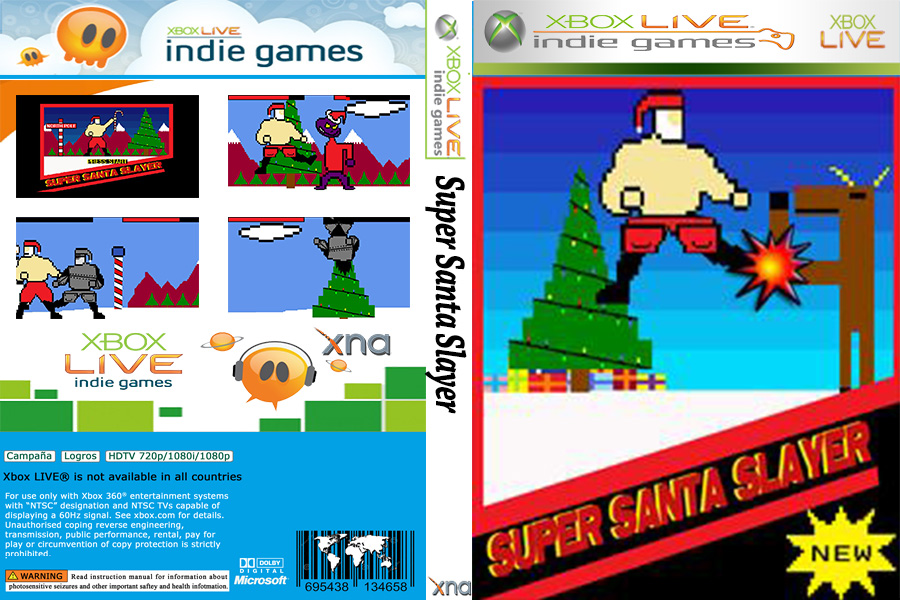 XBOX LIVE
indie games
NORTH POLE
PRESS START
SUPER SANTA SLAYER
XBOX LIVE
indie games
xna
Campaña Logros HDTV 720p/1080i/1080p
Xbox LIVE® is not available in all countries
For use only with Xbox 360® entertainment systems
with “NTSC” designation and NTSC TVs capable of
displaying a 60Hz signal. See xbox.com for details.
Unauthorised coping reverse engineering,
transmission, public performance, rental, pay for
play or circumvention of copy protection is strictly
prohibited.
WARNING Read instruction manual for information about
photosensitive seizures and other important saftey and health infotmation.
DOLBY
DIGITAL
Microsoft
695438 134658
XBOX LIVE
indie games
Super Santa Slayer
xna
XBOX LIVE
indie games
XBOX
LIVE
SUPER SANTA SLAYER
NEW